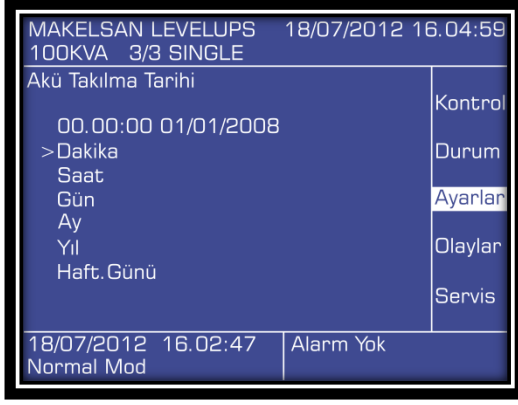 MAKELSAN LEVELUPS 18/07/2012 16.04:59
100KVA 3/3 SINGLE
Akü Takılma Tarihi
00.00:00 01/01/2008
>Dakika
Saat
Gün
Ay
Yıl
Haft.Günü
Kontrol
Durum
Ayarlar
Olaylar
Servis
18/07/2012 16.02:47
Normal Mod
Alarm Yok